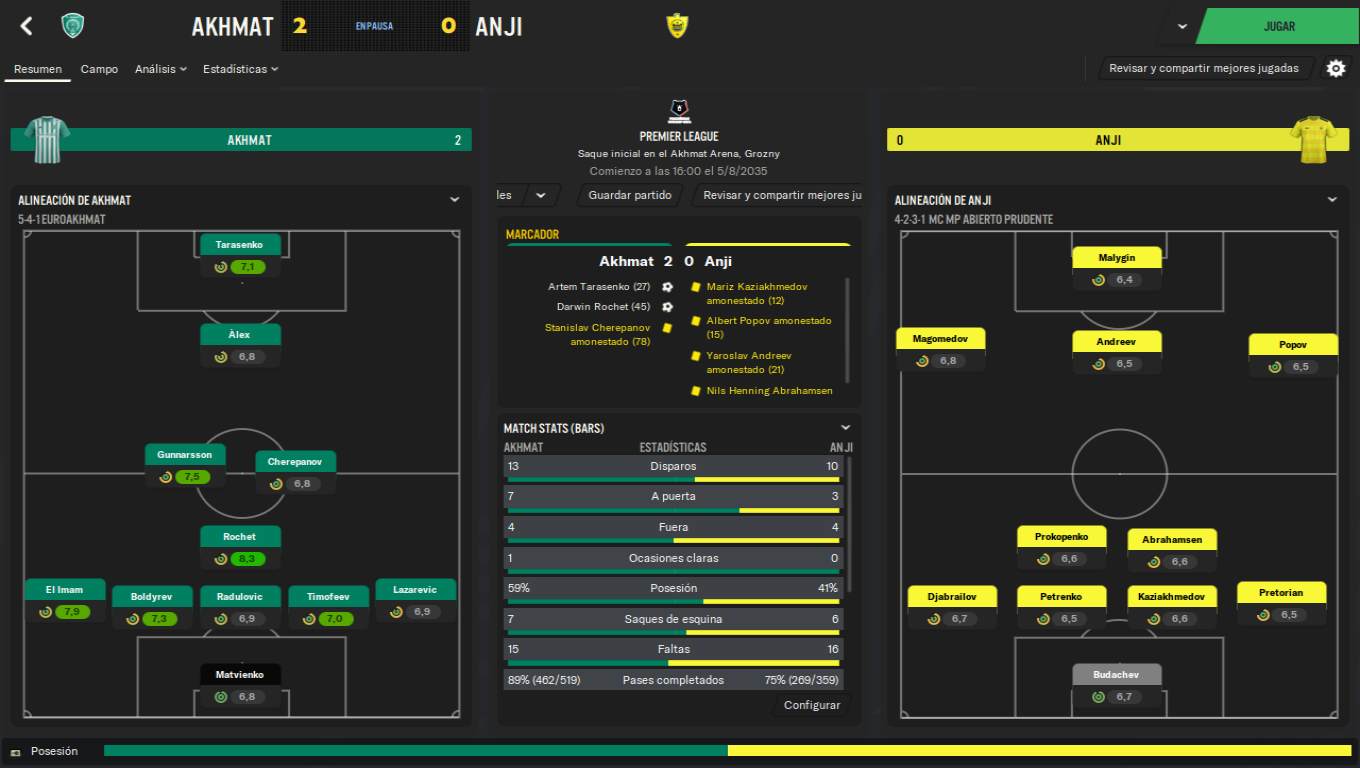 AKHMAT 2 EN PAUSA 0 ANJI
JUGAR
Resumen Campo Análisis Estadísticas
Revisar y compartir mejores jugadas
AKHMAT 2
PREMIER LEAGUE
Saque inicial en el Akhmat Arena, Grozny
Comienzo a las 16:00 el 5/8/2035
les Guardar partido Revisar y compartir mejores ju
0 ANJI
ALINEACIÓN DE AKHMAT
5-4-1 EUROAKHMAT
Tarasenko
7,1
Àlex
6,8
Gunnarsson
7,5
Cherepanov
6,8
Rochet
8,3
El Imam
7,9
Boldyrev
7,3
Radulovic
6,9
Timofeev
7,0
Lazarevic
6,9
Matvienko
6,8
MARCADOR
Akhmat 2 0 Anji
Artem Tarasenko (27)
Darwin Rochet (45)
Stanislav Cherepanov
amonestado (78)
Mariz Kaziakhmedov
amonestado (12)
Albert Popov amonestado
(15)
Yaroslav Andreev
amonestado (21)
Nils Henning Abrahamsen
MATCH STATS (BARS)
AKHMAT ESTADÍSTICAS ANJI
13 Disparos 10
7 A puerta 3
4 Fuera 4
1 Ocasiones claras 0
59% Posesión 41%
7 Saques de esquina 6
15 Faltas 16
89% (462/519) Pases completados 75% (269/359)
Configurar
ALINEACIÓN DE ANJI
4-2-3-1 MC MP ABIERTO PRUDENTE
Malygin
6,4
Magomedov
6,8
Andreev
6,5
Popov
6,5
Prokopenko
6,6
Abrahamsen
6,6
Djabrailov
6,7
Petrenko
6,5
Kaziakhmedov
6,6
Pretorian
6,5
Budachev
6,7
Posesión